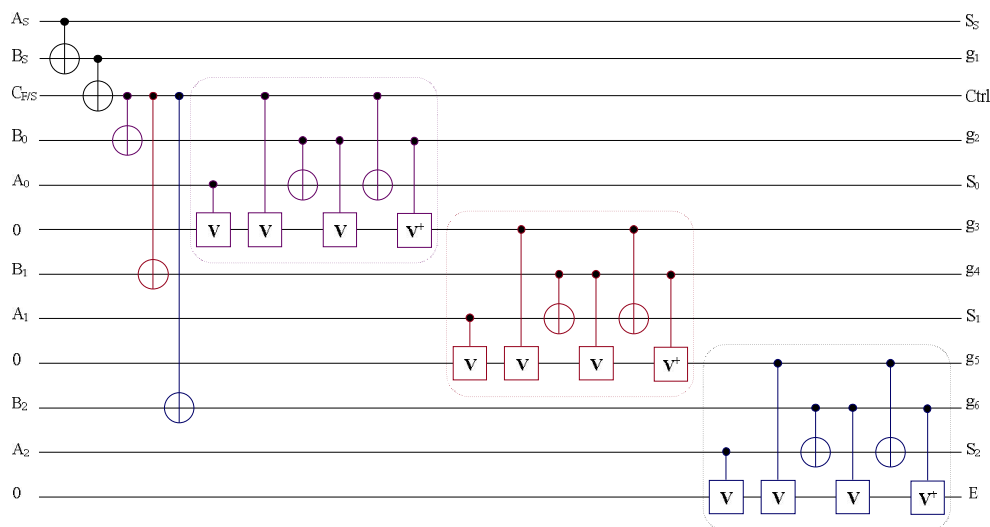 A_S S_S
B_S g_1
C_F/S Ctrl
B_0 g_2
A_0 S_0
0 V V V V^+ g_3
B_1 g_4
A_1 S_1
0 V V V V^+ g_5
B_2 g_6
A_2 S_2
0 V V V V^+ E